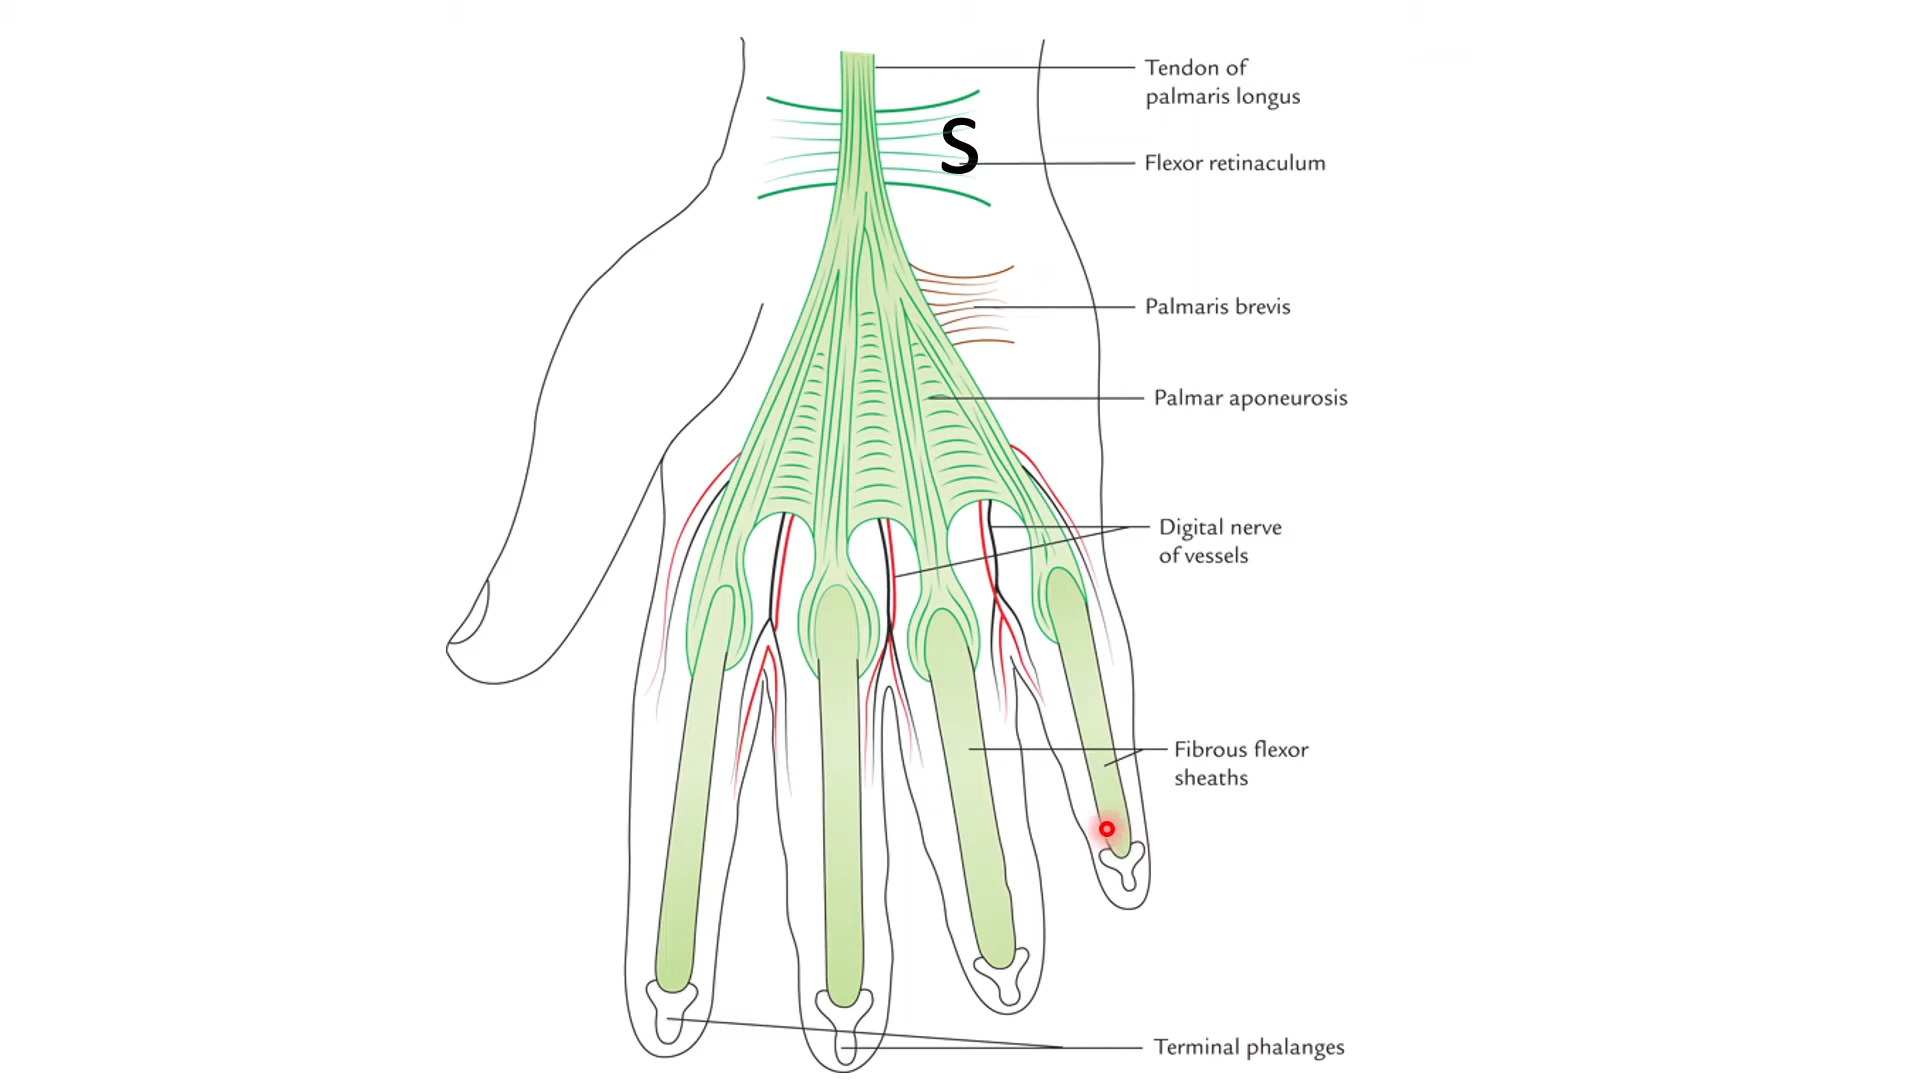 Tendon of
palmaris longus
S
Flexor retinaculum
Palmaris brevis
Palmar aponeurosis
Digital nerve
of vessels
Fibrous flexor
sheaths
Terminal phalanges